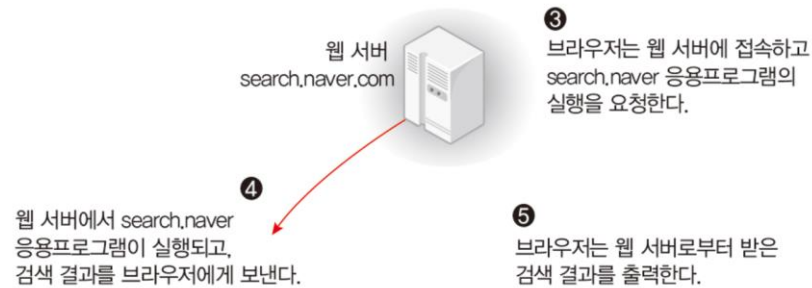 웹 서버
search.naver.com
❸
브라우저는 웹 서버에 접속하고
search.naver 응용프로그램의
실행을 요청한다.
❹
웹 서버에서 search.naver
응용프로그램이 실행되고,
검색 결과를 브라우저에게 보낸다.
❺
브라우저는 웹 서버로부터 받은
검색 결과를 출력한다.